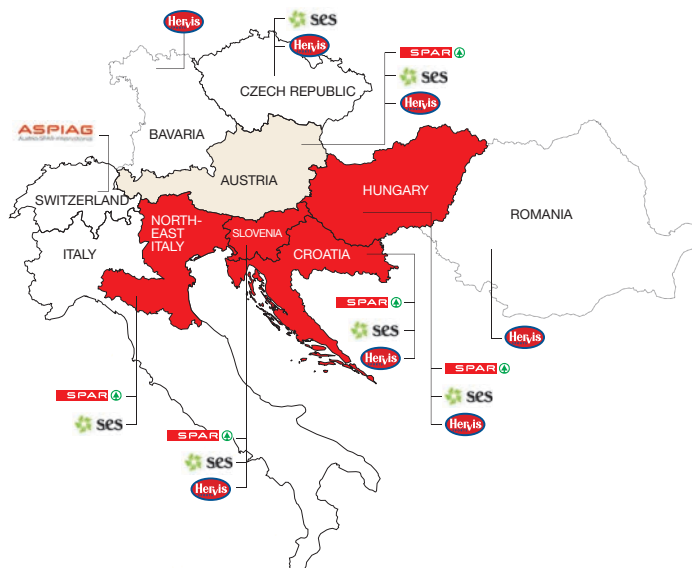 Hervis
ses
Hervis
CZECH REPUBLIC
SPAR
ses
Hervis
ASPIAG
BAVARIA
AUSTRIA
SWITZERLAND
ITALY
NORTH-
EAST
ITALY
SLOVENIA
HUNGARY
CROATIA
ROMANIA
SPAR
ses
Hervis
Hervis
SPAR
ses
Hervis
SPAR
ses
SPAR
ses
Hervis